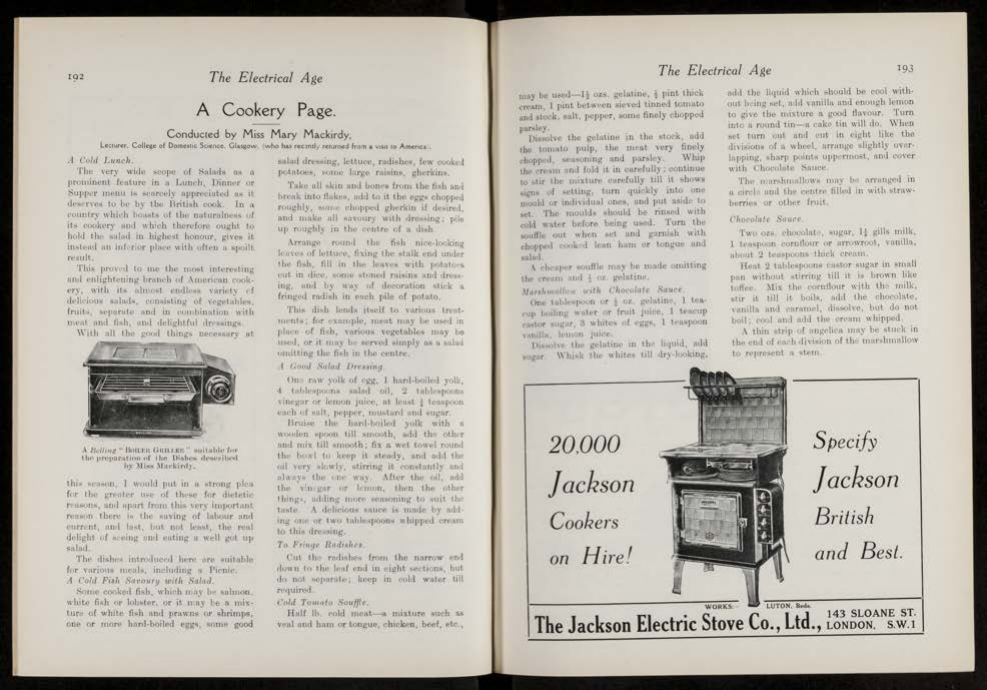 192
The Electrical Age
A Cookery Page.
Conducted by Miss Mary Mackirdy,
Lecturer, College of Domestic Science, Glasgow, (who has recently returned from a visit to America).
A Cold Lunch.
The very wide scope of Salads as a
prominent feature in a Lunch, Dinner or
Supper menu is scarcely appreciated as it
deserves to be by the British cook. In a
country which boasts of the naturalness of
its cookery and which therefore ought to
hold the salad in highest honour, gives it
instead an inferior place with often a spoilt
result.
This proved to me the most interesting
and enlightening branch of American cook-
ery, with its almost endless variety of
delicious salads, consisting of vegetables,
fruits, separate and in combination with
meat and fish, and delightful dressings.
With all the good things necessary at
A Belling "BOILER GRILLER" suitable for
the preparation of the Dishes described
by Miss Mackirdy.
this season, I would put in a strong plea
for the greater use of these for dietetic
reasons, and apart from this very important
reason there is the saving of labour and
current, and last, but not least, the real
delight of seeing and eating a well got up
salad.
The dishes introduced here are suitable
for various meals, including a Picnic.
A Cold Fish Savoury with Salad.
Some cooked fish, which may be salmon,
white fish or lobster, or it may be a mix-
ture of white fish and prawns or shrimps,
one or more hard-boiled eggs, some good
salad dressing, lettuce, radishes, few cooked
potatoes, some large raisins, gherkins.
Take all skin and bones from the fish and
break into flakes, add to it the eggs chopped
roughly, some chopped gherkin if desired,
and make all savoury with dressing; pile
up roughly in the centre of a dish.
Arrange round the fish nice-looking
leaves of lettuce, fixing the stalk end under
the fish, fill in the leaves with potatoes
cut in dice, some stoned raisins and dress-
ing, and by way of decoration stick a
fringed radish in each pile of potato.
This dish lends itself to various treat-
ments; for example, meat may be used in
place of fish, various vegetables may be
used, or it may be served simply as a salad
omitting the fish in the centre.
A Good Salad Dressing.
One raw yolk of egg, 1 hard-boiled yolk,
4 tablespoons salad oil, 2 tablespoons
vinegar or lemon juice, at least teaspoon
each of salt, pepper, mustard and sugar.
Bruise the hard-boiled yolk with a
wooden spoon till smooth, add the other
and mix till smooth; fix a wet towel round
the bowl to keep it steady, and add the
oil very slowly, stirring it constantly and
always the one way. After the oil, add
the vinegar or lemon, then the other
things, adding more seasoning to suit the
taste. A delicious sauce is made by add-
ing one or two tablespoons whipped cream
to this dressing.
To Fringe Radishes.
Cut the radishes from the narrow end
down to the leaf end in eight sections, but
do not separate; keep in cold water till
required.
Cold Tomato Souffle.
Half lb. cold meat—a mixture such as
veal and ham or tongue, chicken, beef, etc.,
The Electrical Age
193
may be used—1½ ozs. gelatine, pint thick
cream, 1 pint between sieved tinned tomato
and stock, salt, pepper, some finely chopped
parsley.
Dissolve the gelatine in the stock, add
the tomato pulp, the meat very finely
chopped, seasoning and parsley. Whip
the cream and fold it in carefully; continue
to stir the mixture carefully till it shows
signs of setting, turn quickly into one
mould or individual ones, and put aside to
set. The moulds should be rinsed with
cold water before being used. Turn the
souffle out when set and garnish with
chopped cooked lean ham or tongue and
salad.
A cheaper souffle may be made omitting
the cream and oz. gelatine.
Marshmallow with Chocolate Sauce.
One tablespoon or oz. gelatine, 1 tea-
cup boiling water or fruit juice, 1 teacup
castor sugar, 3 whites of eggs, 1 teaspoon
vanilla, lemon juice.
Dissolve the gelatine in the liquid, add
sugar. Whisk the whites till dry-looking,
add the liquid which should be cool with-
out being set, add vanilla and enough lemon
to give the mixture a good flavour. Turn
into a round tin—a cake tin will do. When
set turn out and cut in eight like the
divisions of a wheel, arrange slightly over-
lapping, sharp points uppermost, and cover
with Chocolate Sauce.
The marshmallows may be arranged in
a circle and the centre filled in with straw-
berries or other fruit.
Chocolate Sauce.
Two ozs. chocolate, sugar, 1½ gills milk,
1 teaspoon cornflour or arrowroot, vanilla,
about 2 teaspoons thick cream.
Heat 2 tablespoons castor sugar in small
pan without stirring till it is brown like
toffee. Mix the cornflour with the milk,
stir it till it boils, add the chocolate,
vanilla and caramel, dissolve, but do not
boil; cool and add the cream whipped.
A thin strip of angelica may be stuck in
the end of each division of the marshmallow
to represent a stem.
20,000
Jackson
Cookers
on Hire!
Specify
Jackson
British
and Best.
WORKS: LUTON, Beds.
The Jackson Electric Stove Co., Ltd., 143 SLOANE ST.
LONDON, S.W.1